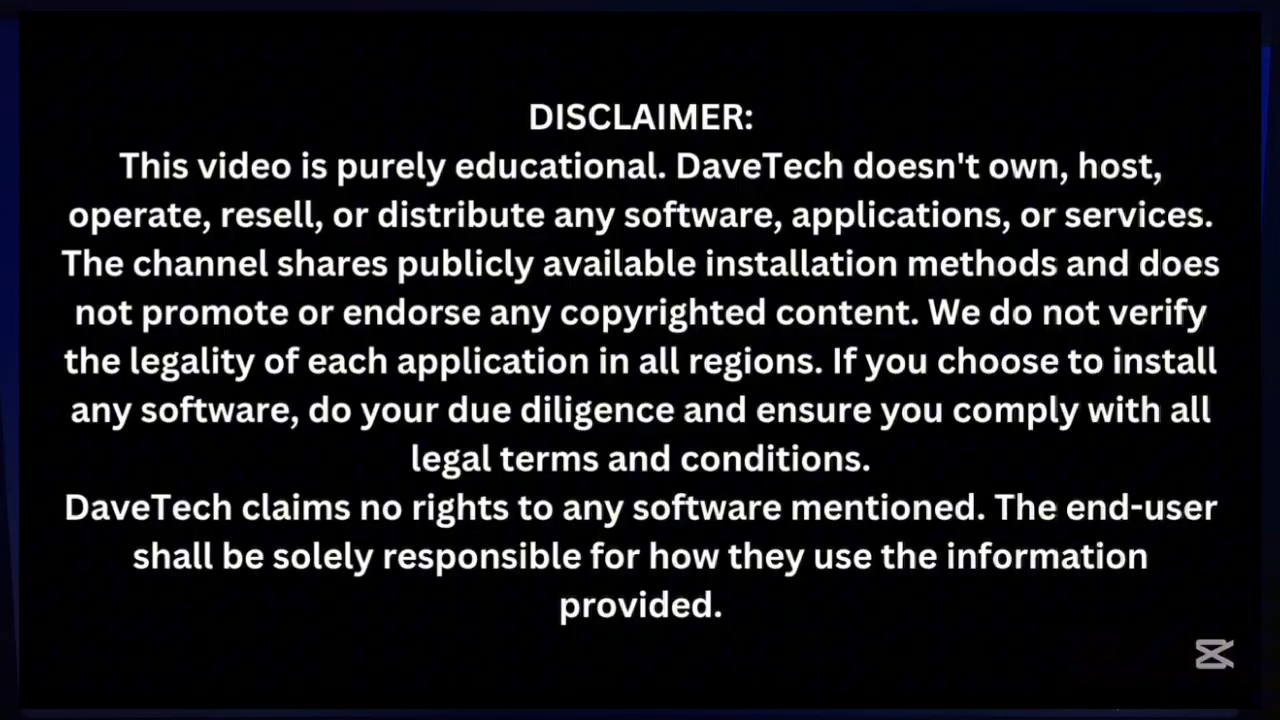 DISCLAIMER:
This video is purely educational. DaveTech doesn't own, host,
operate, resell, or distribute any software, applications, or services.
The channel shares publicly available installation methods and does
not promote or endorse any copyrighted content. We do not verify
the legality of each application in all regions. If you choose to install
any software, do your due diligence and ensure you comply with all
legal terms and conditions.
DaveTech claims no rights to any software mentioned. The end-user
shall be solely responsible for how they use the information
provided.